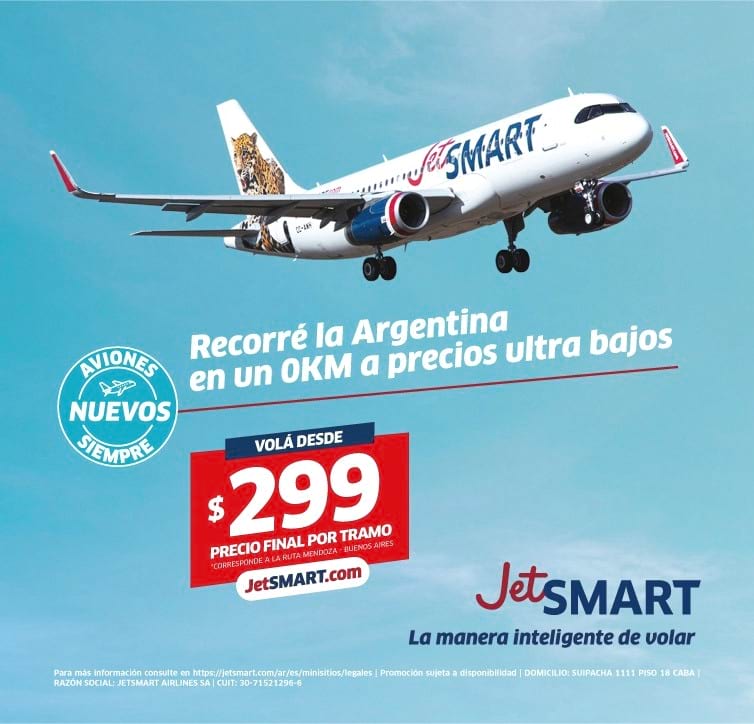 JetSMART
CC-AWH
Recorré la Argentina
en un 0KM a precios ultra bajos
AVIONES
NUEVOS
SIEMPRE
VOLÁ DESDE
$299
PRECIO FINAL POR TRAMO
*CORRESPONDE A LA RUTA MENDOZA - BUENOS AIRES
JetSMART.com
JetSMART
La manera inteligente de volar
Para más información consulte en https://jetsmart.com/ar/es/minisitios/legales | Promoción sujeta a disponibilidad | DOMICILIO: SUIPACHA 1111 PISO 18 CABA |
RAZÓN SOCIAL: JETSMART AIRLINES SA | CUIT: 30-71521296-6